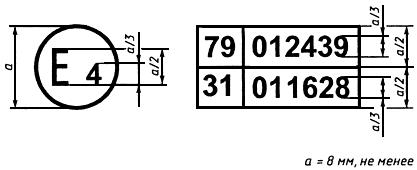 a
E 4
a/3
a/2
79 012439
31 011628
a/3
a/2
a/3
a/2
a = 8 мм, не менее